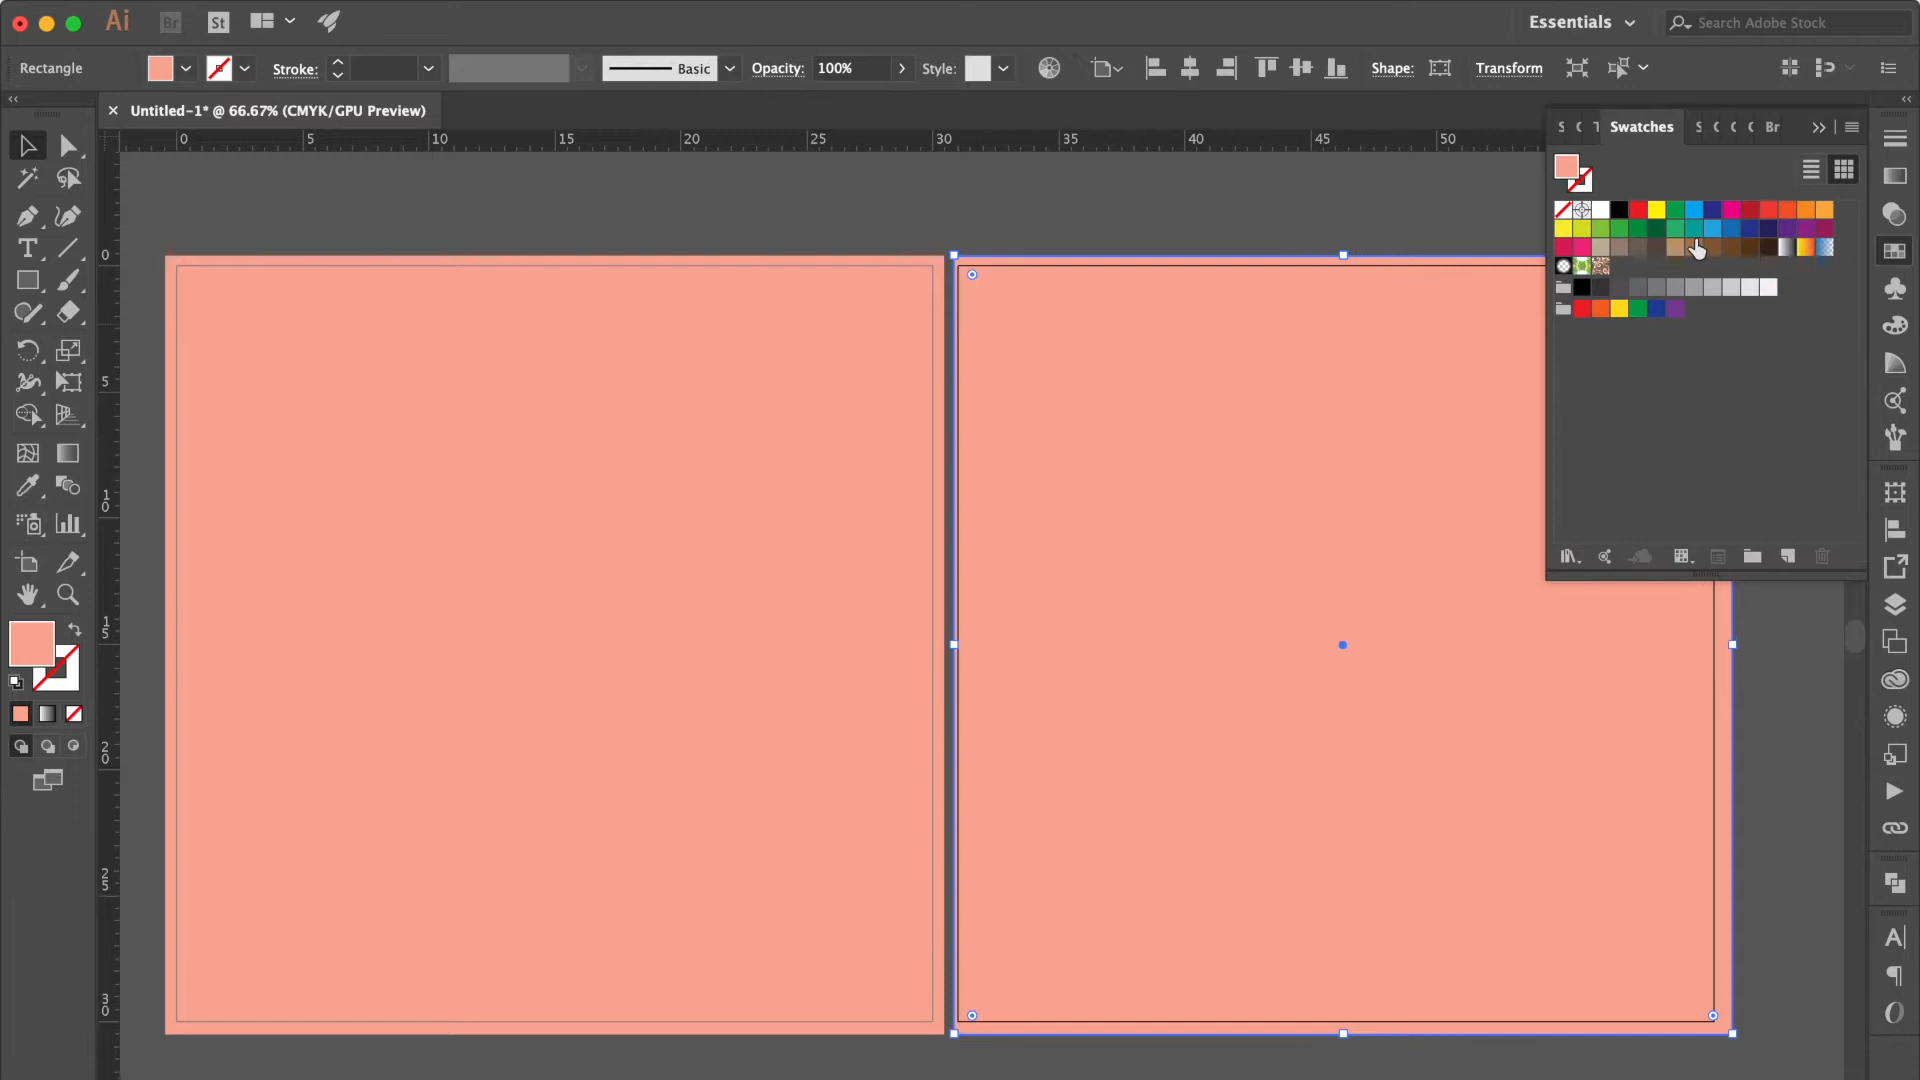 Ai Br St Essentials Search Adobe Stock
Rectangle Stroke: Basic Opacity: 100% Style: Shape: Transform
× Untitled-1* @ 66.67% (CMYK/GPU Preview)
0 5 10 15 20 25 30 35 40 45 50
S C T Swatches S C C C Br
0
5
10
15
20
25
30